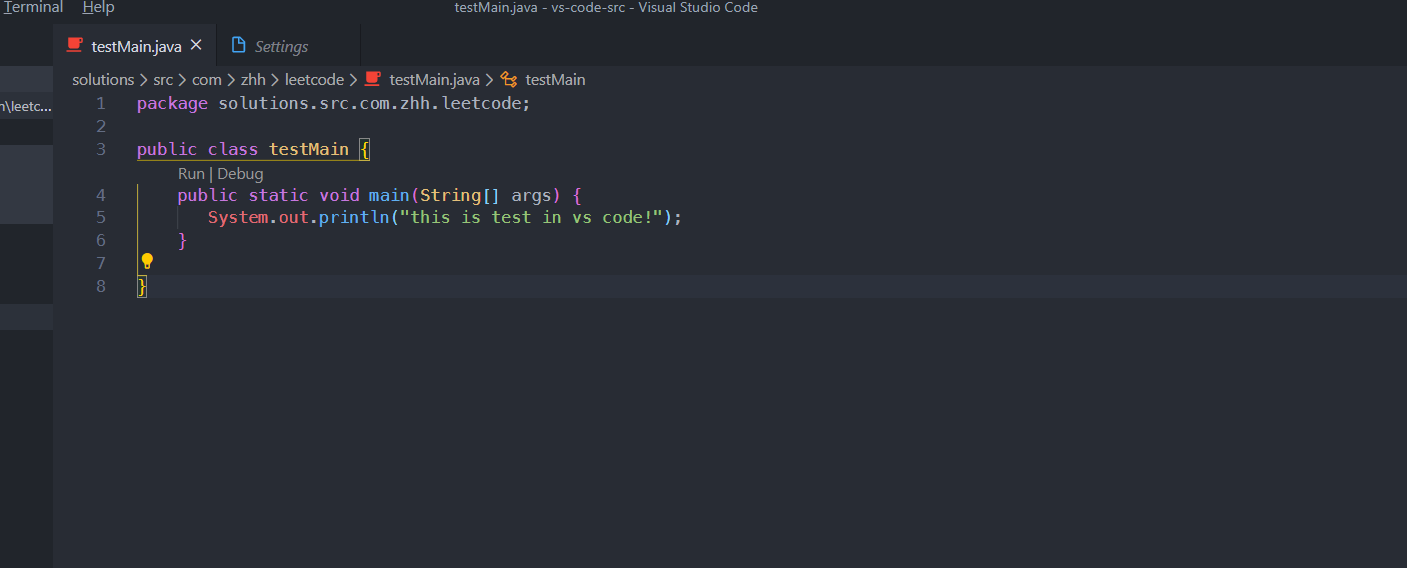 Terminal Help testMain.java - vs-code-src - Visual Studio Code
testMain.java Settings
solutions > src > com > zhh > leetcode > testMain.java > testMain
n\leetc...
1 package solutions.src.com.zhh.leetcode;
2
3 public class testMain {
Run | Debug
4 public static void main(String[] args) {
5 System.out.println("this is test in vs code!");
6 }
7
8 }